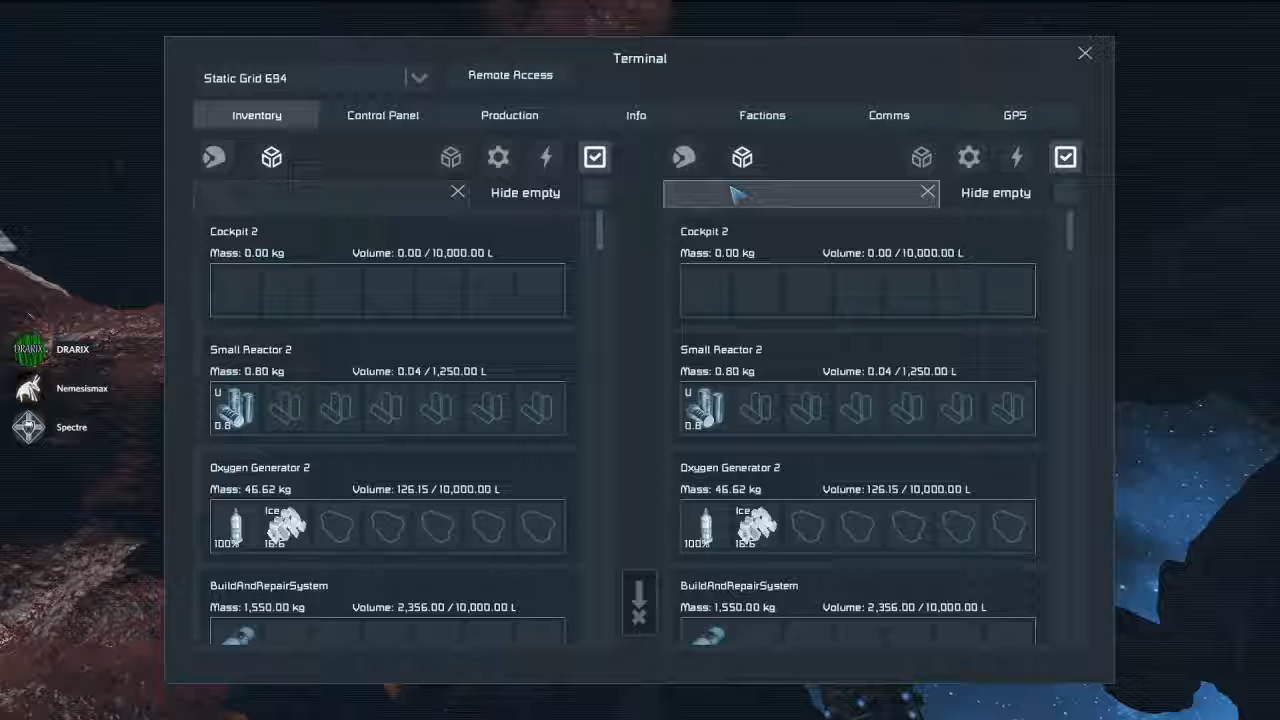 Terminal
Static Grid 694
Remote Access
Inventory
Control Panel
Production
Info
Factions
Comms
GPS
Hide empty
Hide empty
Cockpit 2
Mass: 0.00 kg Volume: 0.00 / 10,000.00 L
Small Reactor 2
Mass: 0.80 kg Volume: 0.04 / 1,250.00 L
U
0.8
Oxygen Generator 2
Mass: 46.62 kg Volume: 126.15 / 10,000.00 L
Ice
100% 16.6
BuildAndRepairSystem
Mass: 1,550.00 kg Volume: 2,356.00 / 10,000.00 L
Cockpit 2
Mass: 0.00 kg Volume: 0.00 / 10,000.00 L
Small Reactor 2
Mass: 0.80 kg Volume: 0.04 / 1,250.00 L
U
0.8
Oxygen Generator 2
Mass: 46.62 kg Volume: 126.15 / 10,000.00 L
Ice
100% 16.6
BuildAndRepairSystem
Mass: 1,550.00 kg Volume: 2,356.00 / 10,000.00 L
DRARIX DRARIX
Nemesismax
Spectre